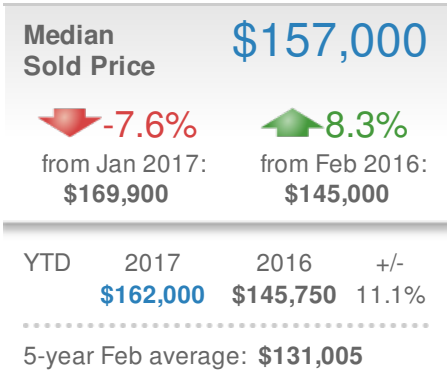 Median
Sold Price
$157,000
-7.6%
8.3%
from Jan 2017:
from Feb 2016:
$169,900
$145,000
YTD 2017 2016 +/-
$162,000 $145,750 11.1%
5-year Feb average: $131,005